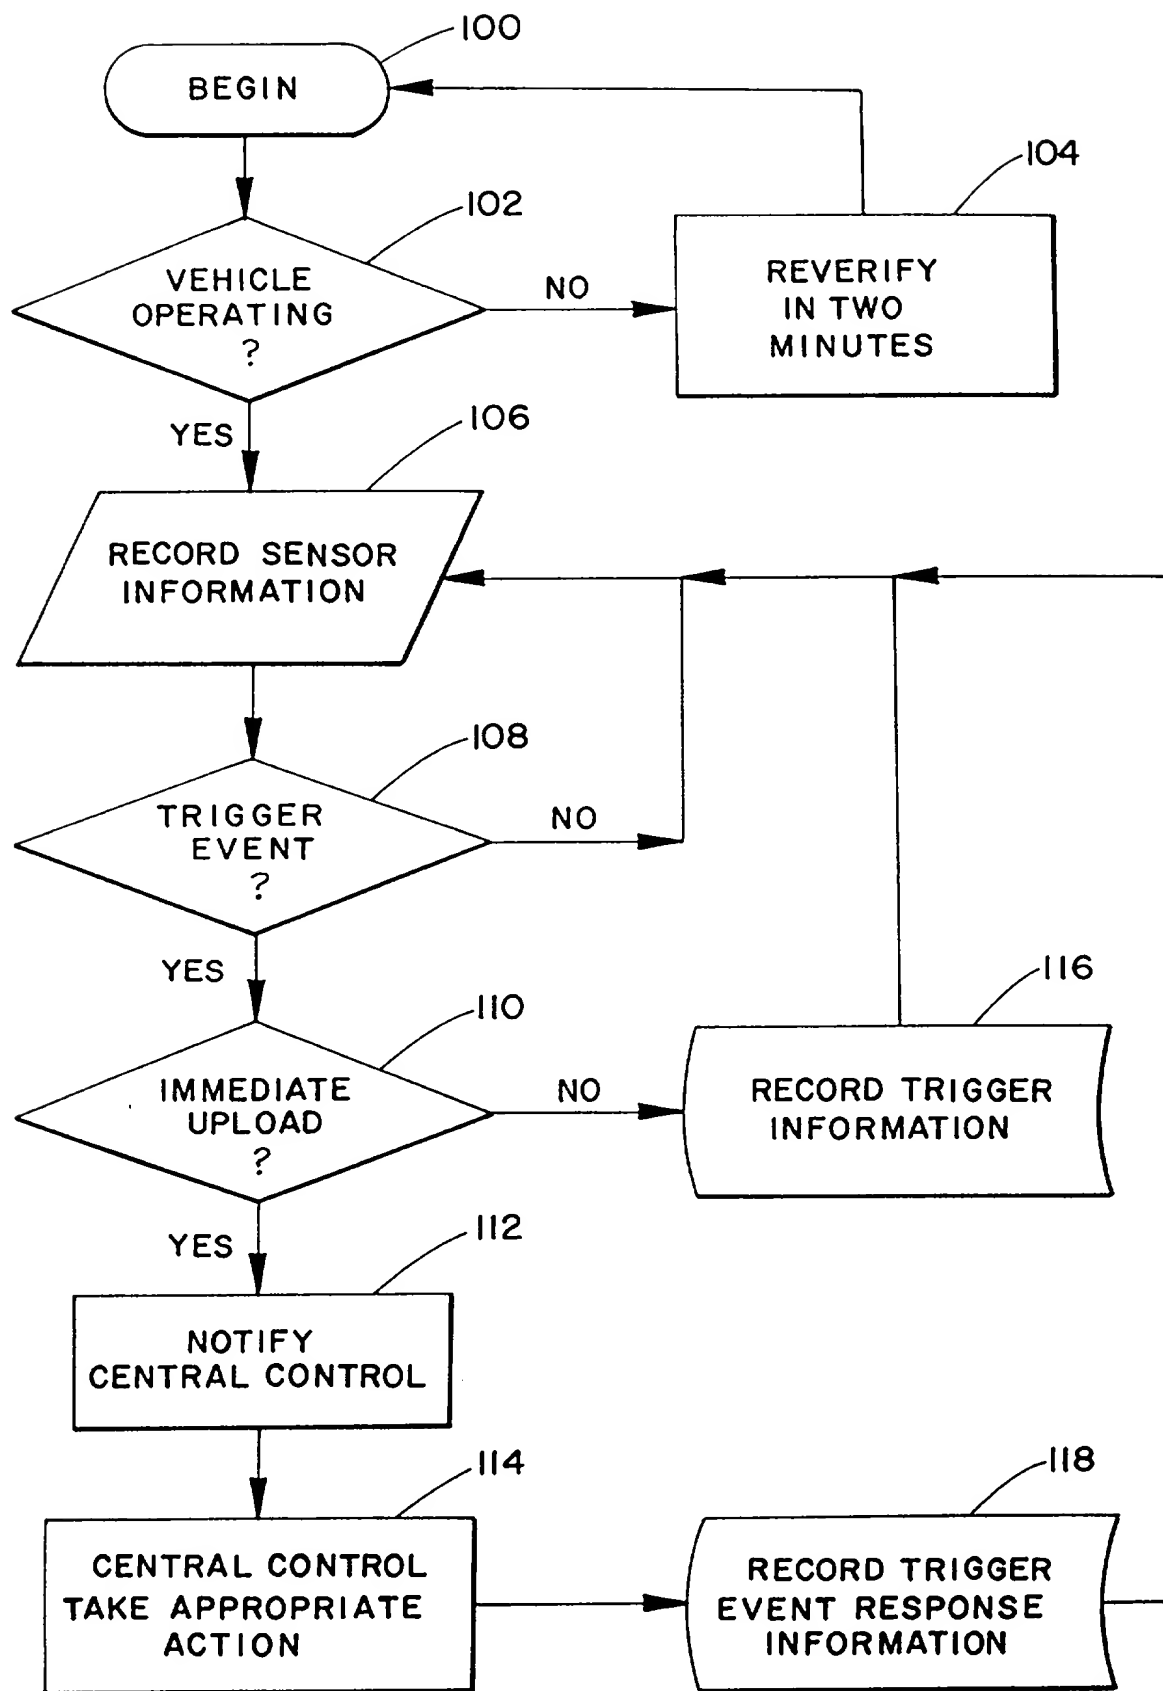 100
BEGIN
104
102
VEHICLE
OPERATING
?
NO
REVERIFY
IN TWO
MINUTES
YES
106
RECORD SENSOR
INFORMATION
108
TRIGGER
EVENT
?
NO
YES
110
116
IMMEDIATE
UPLOAD
?
NO
RECORD TRIGGER
INFORMATION
YES
112
NOTIFY
CENTRAL CONTROL
114
118
CENTRAL CONTROL
TAKE APPROPRIATE
ACTION
RECORD TRIGGER
EVENT RESPONSE
INFORMATION